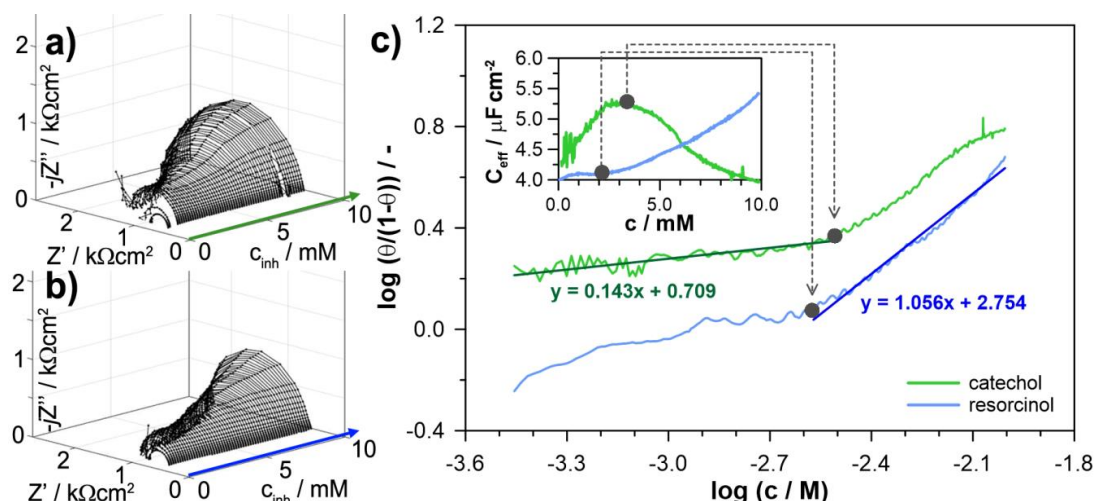 a)
-jZ'' / kΩcm²
2
1
0
2
1
0
Z' / kΩcm²
0
5
10
c_inh / mM
b)
-jZ'' / kΩcm²
2
1
0
2
1
0
Z' / kΩcm²
0
5
10
c_inh / mM
c)
log (θ/(1-θ)) / -
1.2
0.8
0.4
0.0
-0.4
-3.6
-3.3
-3.0
-2.7
-2.4
-2.1
-1.8
log (c / M)
C_eff / µF cm⁻²
6.0
5.5
5.0
4.5
4.0
0.0
5.0
10.0
c / mM
y = 0.143x + 0.709
y = 1.056x + 2.754
catechol
resorcinol